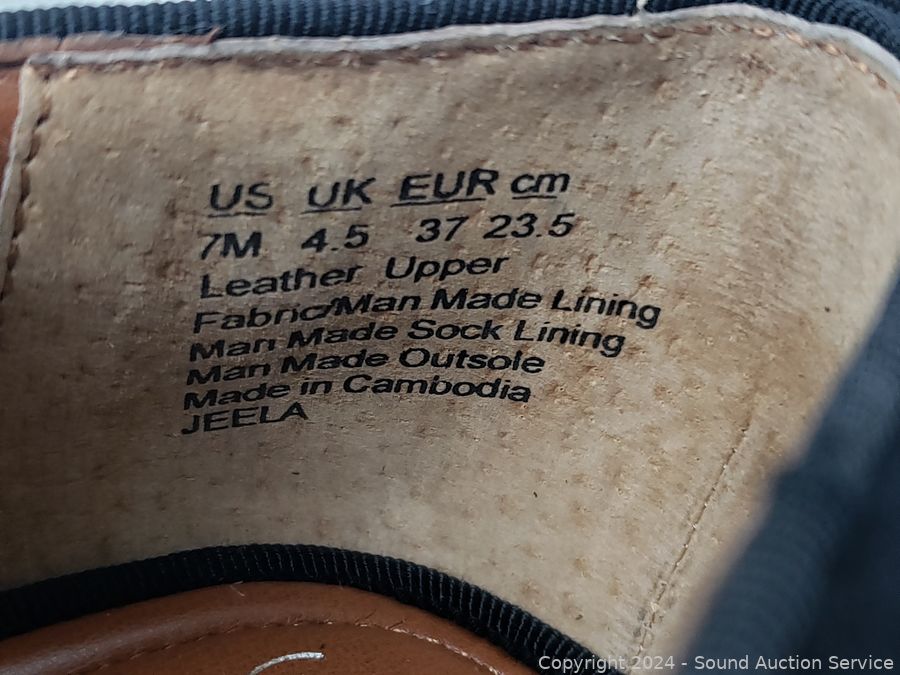 US UK EUR cm
7M 4.5 37 23.5
Leather Upper
Fabric/Man Made Lining
Man Made Sock Lining
Man Made Outsole
Made in Cambodia
JEELA
Copyright 2024 - Sound Auction Service